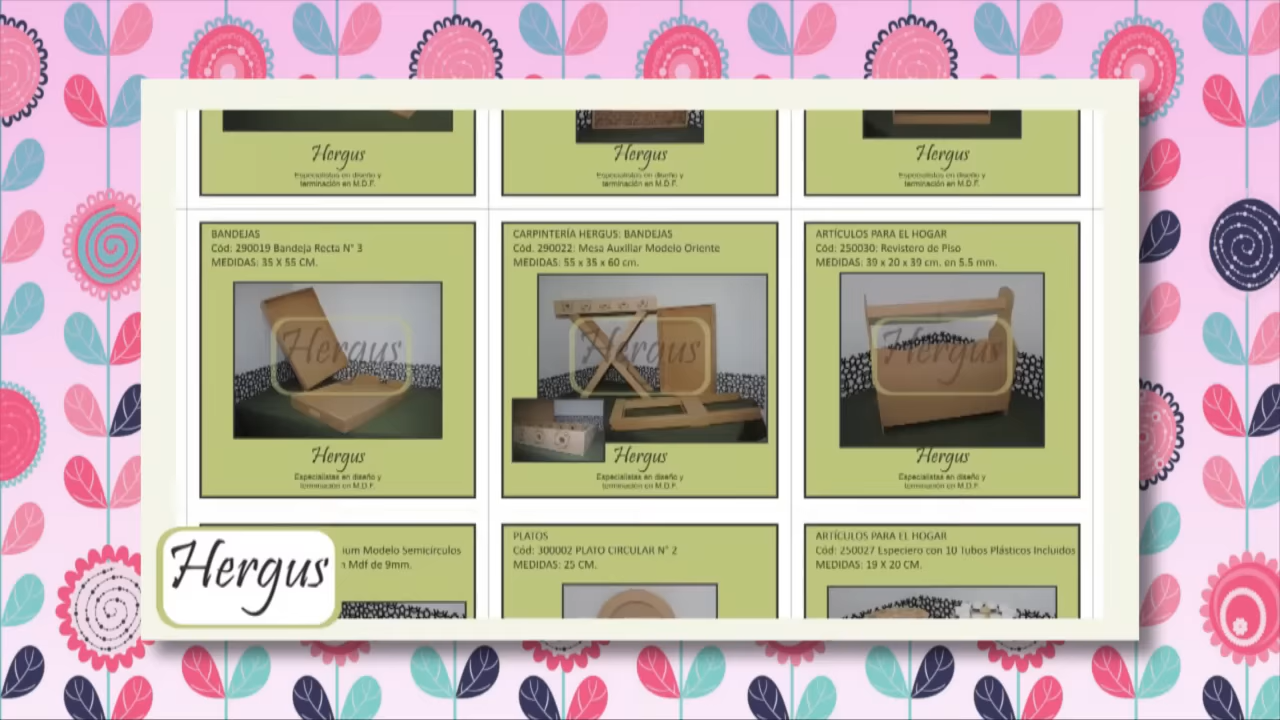 Hergus
Especialistas en diseño y
terminación en M.D.F.
Hergus
Especialistas en diseño y
terminación en M.D.F.
Hergus
Especialistas en diseño y
terminación en M.D.F.
BANDEJAS
Cód: 290019 Bandeja Recta N° 3
MEDIDAS: 35 X 55 CM.
Hergus
Hergus
Especialistas en diseño y
terminación en M.D.F.
CARPINTERÍA HERGUS: BANDEJAS
Cód. 290022: Mesa Auxiliar Modelo Oriente
MEDIDAS: 55 x 35 x 60 cm.
Hergus
Hergus
Especialistas en diseño y
terminación en M.D.F.
ARTÍCULOS PARA EL HOGAR
Cód: 250030: Revistero de Piso
MEDIDAS: 39 x 20 x 39 cm. en 5.5 mm.
Hergus
Hergus
Especialistas en diseño y
terminación en M.D.F.
Modelo Semicírculos
Mdf de 9mm.
PLATOS
Cód: 300002 PLATO CIRCULAR N° 2
MEDIDAS: 25 CM.
ARTÍCULOS PARA EL HOGAR
Cód: 250027 Especiero con 10 Tubos Plásticos Incluidos
MEDIDAS: 19 X 20 CM.
Hergus